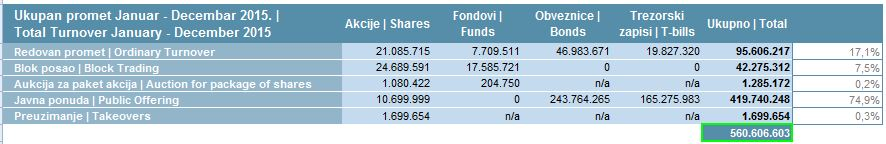 Ukupan promet Januar - Decembar 2015. | Akcije | Shares Fondovi | Obveznice | Trezorski Ukupno | Total
Total Turnover January - December 2015 Funds Bonds zapisi | T-bills
Redovan promet | Ordinary Turnover 21.085.715 7.709.511 46.983.671 19.827.320 95.606.217 17,1%
Blok posao | Block Trading 24.689.591 17.585.721 0 0 42.275.312 7,5%
Aukcija za paket akcija | Auction for package of shares 1.080.422 204.750 n/a n/a 1.285.172 0,2%
Javna ponuda | Public Offering 10.699.999 0 243.764.265 165.275.983 419.740.248 74,9%
Preuzimanje | Takeovers 1.699.654 n/a n/a n/a 1.699.654 0,3%
560.606.603